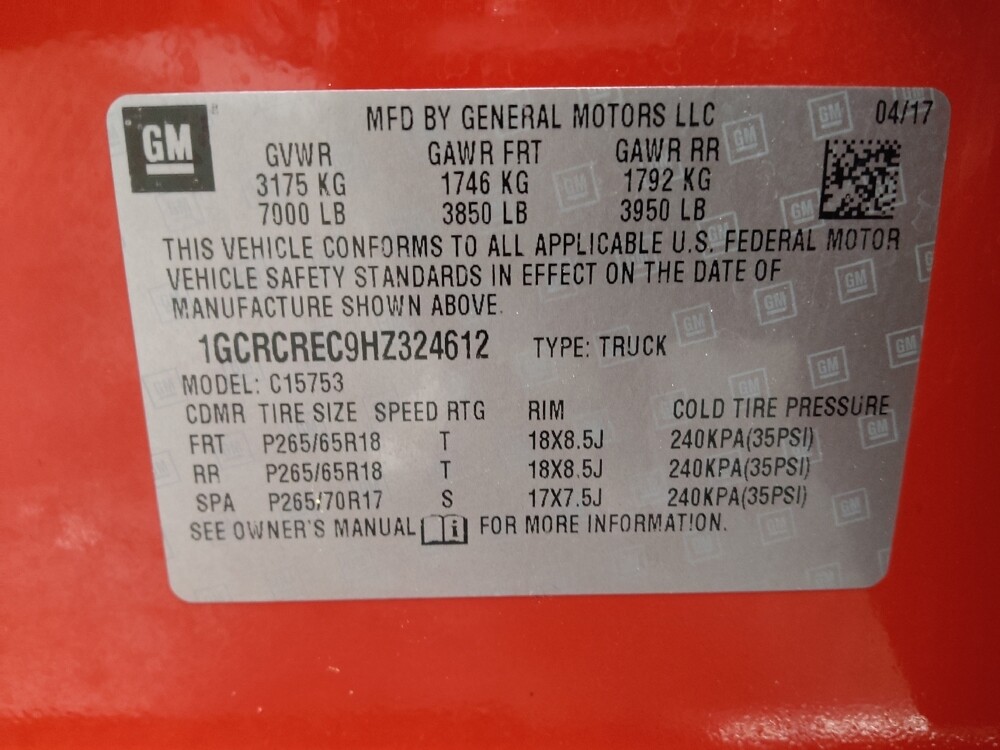 GM
MFD BY GENERAL MOTORS LLC 04/17
GVWR GAWR FRT GAWR RR
3175 KG 1746 KG 1792 KG
7000 LB 3850 LB 3950 LB
THIS VEHICLE CONFORMS TO ALL APPLICABLE U.S. FEDERAL MOTOR
VEHICLE SAFETY STANDARDS IN EFFECT ON THE DATE OF
MANUFACTURE SHOWN ABOVE.
1GCRCREC9HZ324612 TYPE: TRUCK
MODEL: C15753
CDMR TIRE SIZE SPEED RTG RIM COLD TIRE PRESSURE
FRT P265/65R18 T 18X8.5J 240KPA(35PSI)
RR P265/65R18 T 18X8.5J 240KPA(35PSI)
SPA P265/70R17 S 17X7.5J 240KPA(35PSI)
SEE OWNER'S MANUAL i FOR MORE INFORMATION.